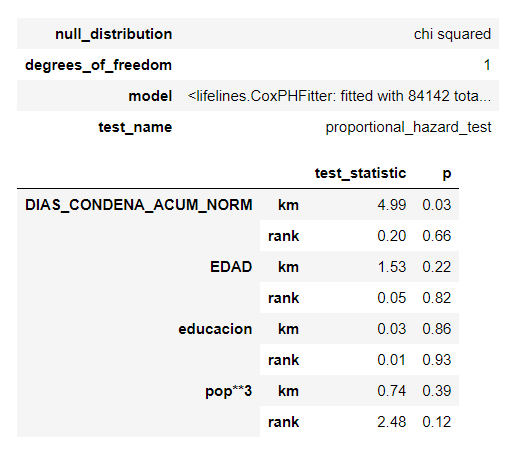 null_distribution chi squared
degrees_of_freedom 1
model <lifelines.CoxPHFitter: fitted with 84142 tota...
test_name proportional_hazard_test
test_statistic p
DIAS_CONDENA_ACUM_NORM km 4.99 0.03
rank 0.20 0.66
EDAD km 1.53 0.22
rank 0.05 0.82
educacion km 0.03 0.86
rank 0.01 0.93
pop**3 km 0.74 0.39
rank 2.48 0.12